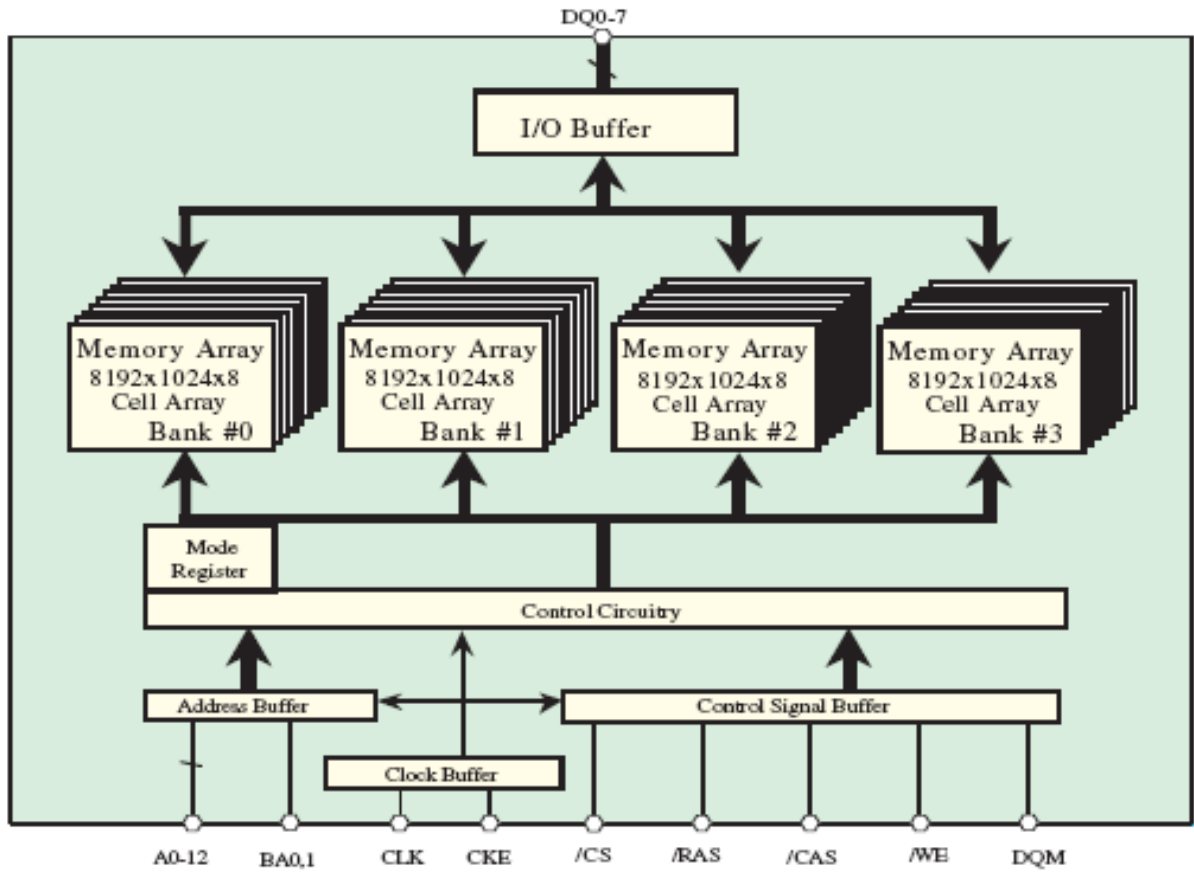 DQ0-7
I/O Buffer
Memory Array
8192x1024x8
Cell Array
Bank #0
Memory Array
8192x1024x8
Cell Array
Bank #1
Memory Array
8192x1024x8
Cell Array
Bank #2
Memory Array
8192x1024x8
Cell Array
Bank #3
Mode
Register
Control Circuitry
Address Buffer
Control Signal Buffer
Clock Buffer
A0-12
BA0,1
CLK
CKE
/CS
/RAS
/CAS
/WE
DQM